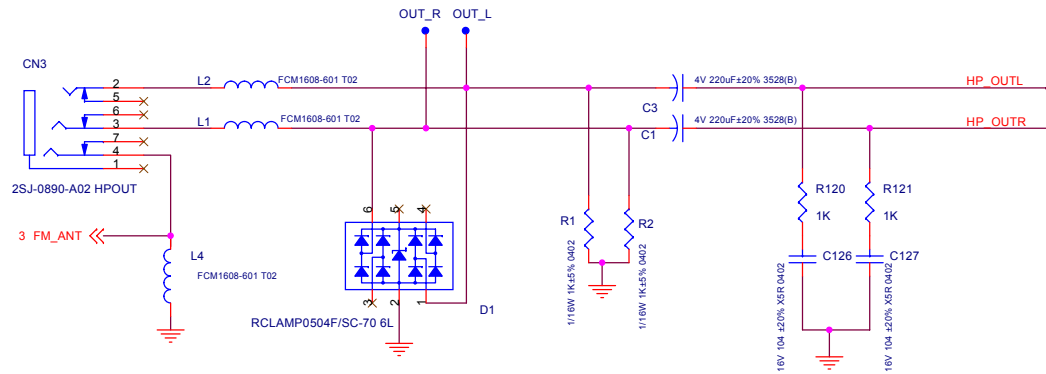 OUT_R OUT_L
CN3
2
5
6
3
7
4
1
L2 FCM1608-601 T02
L1 FCM1608-601 T02
4V 220uF±20% 3528(B)
C3
4V 220uF±20% 3528(B)
C1
HP_OUTL
HP_OUTR
2SJ-0890-A02 HPOUT
3 FM_ANT
L4
FCM1608-601 T02
6 5 4
3 2 1
D1
RCLAMP0504F/SC-70 6L
R1
R2
1/16W 1K±5% 0402
1/16W 1K±5% 0402
R120
1K
R121
1K
C126
C127
16V 104 ±20% X5R 0402
16V 104 ±20% X5R 0402